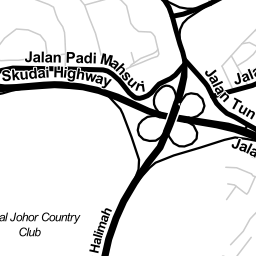 Jalan Padi Mahsuri
Skudai Highway
Jalan Tun
Jala
Jala
al Johor Country
Club
Halimah